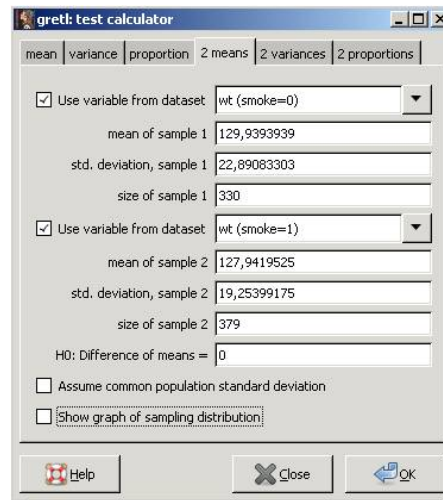 gretl: test calculator
mean variance proportion 2 means 2 variances 2 proportions
Use variable from dataset wt (smoke=0)
mean of sample 1 129,9393939
std. deviation, sample 1 22,89083303
size of sample 1 330
Use variable from dataset wt (smoke=1)
mean of sample 2 127,9419525
std. deviation, sample 2 19,25399175
size of sample 2 379
H0: Difference of means = 0
Assume common population standard deviation
Show graph of sampling distribution
Help Close OK